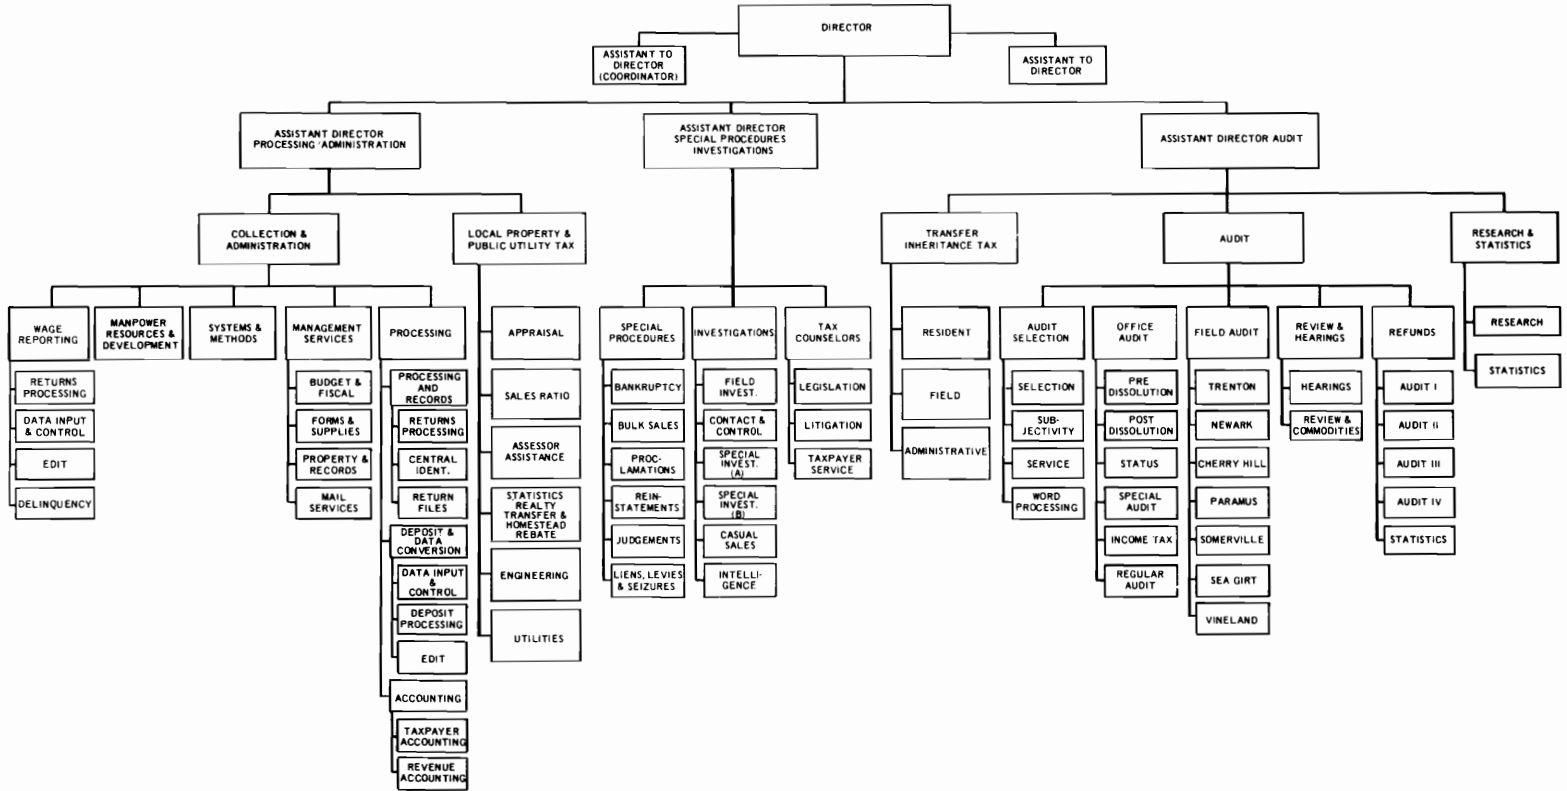 DIRECTOR
ASSISTANT TO
DIRECTOR
(COORDINATOR)
ASSISTANT TO
DIRECTOR
ASSISTANT DIRECTOR
PROCESSING/ADMINISTRATION
ASSISTANT DIRECTOR
SPECIAL PROCEDURES
INVESTIGATIONS
ASSISTANT DIRECTOR AUDIT
COLLECTION &
ADMINISTRATION
LOCAL PROPERTY &
PUBLIC UTILITY TAX
TRANSFER
INHERITANCE TAX
AUDIT
RESEARCH &
STATISTICS
WAGE
REPORTING
RETURNS
PROCESSING
DATA INPUT
& CONTROL
EDIT
DELINQUENCY
MANPOWER
RESOURCES &
DEVELOPMENT
SYSTEMS &
METHODS
MANAGEMENT
SERVICES
BUDGET &
FISCAL
FORMS &
SUPPLIES
PROPERTY &
RECORDS
MAIL
SERVICES
PROCESSING
PROCESSING
AND
RECORDS
RETURNS
PROCESSING
CENTRAL
IDENT.
RETURN
FILES
DEPOSIT &
DATA
CONVERSION
DATA INPUT
&
CONTROL
DEPOSIT
PROCESSING
EDIT
ACCOUNTING
TAXPAYER
ACCOUNTING
REVENUE
ACCOUNTING
APPRAISAL
SALES RATIO
ASSESSOR
ASSISTANCE
STATISTICS
REALTY
TRANSFER &
HOMESTEAD
REBATE
ENGINEERING
UTILITIES
SPECIAL
PROCEDURES
BANKRUPTCY
BULK SALES
PROC-
LAMATIONS
REIN-
STATEMENTS
JUDGEMENTS
LIENS, LEVIES
& SEIZURES
INVESTIGATIONS
FIELD
INVEST.
CONTACT &
CONTROL
SPECIAL
INVEST.
(A)
SPECIAL
INVEST.
(B)
CASUAL
SALES
INTELLI-
GENCE
TAX
COUNSELORS
LEGISLATION
LITIGATION
TAXPAYER
SERVICE
RESIDENT
FIELD
ADMINISTRATIVE
AUDIT
SELECTION
SELECTION
SUB-
JECTIVITY
SERVICE
WORD
PROCESSING
OFFICE
AUDIT
PRE
DISSOLUTION
POST
DISSOLUTION
STATUS
SPECIAL
AUDIT
INCOME TAX
REGULAR
AUDIT
FIELD AUDIT
TRENTON
NEWARK
CHERRY HILL
PARAMUS
SOMERVILLE
SEA GIRT
VINELAND
REVIEW &
HEARINGS
HEARINGS
REVIEW &
COMMODITIES
REFUNDS
AUDIT I
AUDIT II
AUDIT III
AUDIT IV
STATISTICS
RESEARCH
STATISTICS